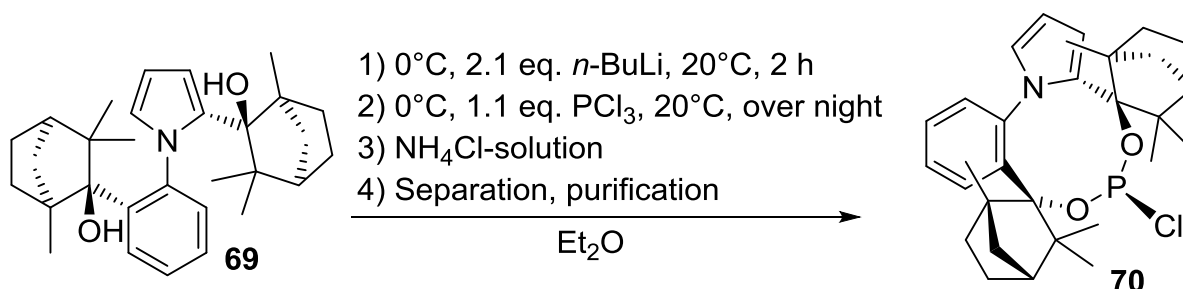 HO
N
OH
69
1) 0°C, 2.1 eq. n-BuLi, 20°C, 2 h
2) 0°C, 1.1 eq. PCl₃, 20°C, over night
3) NH₄Cl-solution
4) Separation, purification
Et₂O
N
O
O
P
Cl
70